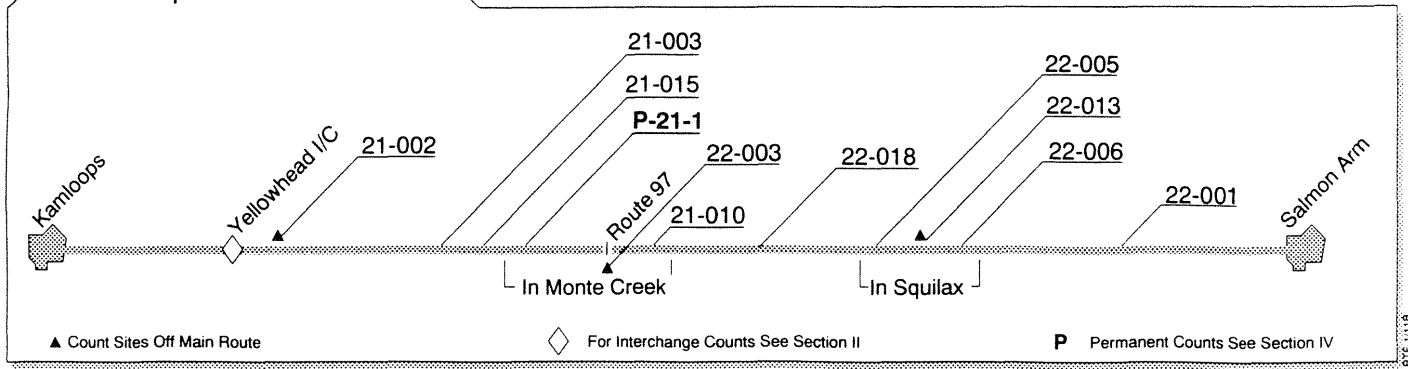 21-003
22-005
21-015
22-013
P-21-1
21-002
22-003
22-018
22-006
Kamloops
Yellowhead I/C
Route 97
21-010
22-001
Salmon Arm
In Monte Creek
In Squilax
▲ Count Sites Off Main Route
◇ For Interchange Counts See Section II
P Permanent Counts See Section IV